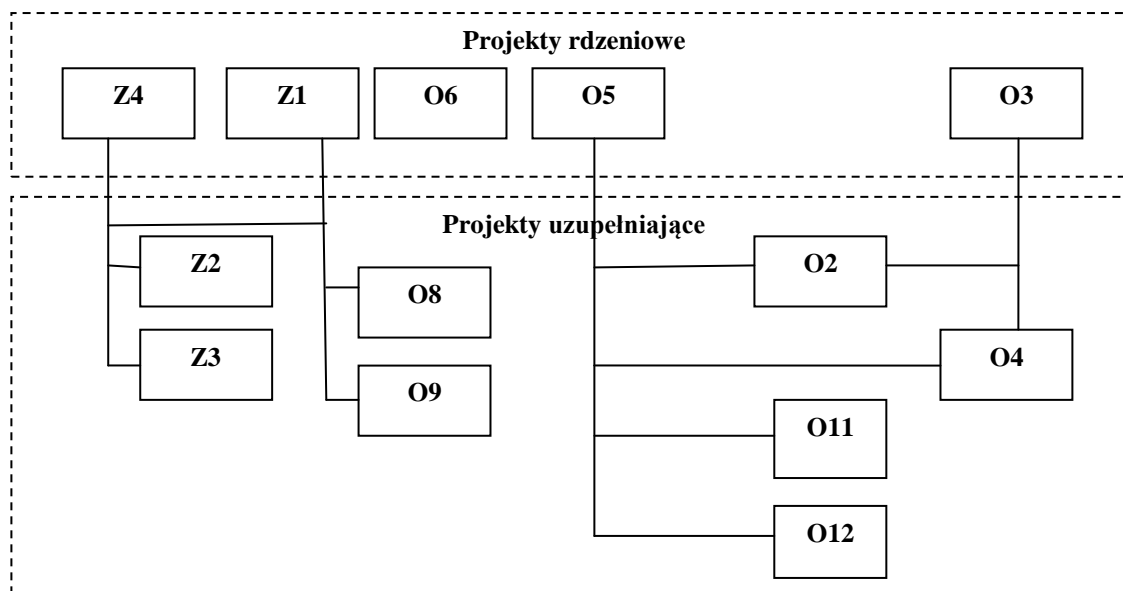 Projekty rdzeniowe
Z4 Z1 O6 O5 O3
Projekty uzupełniające
Z2 O2
O8
Z3 O4
O9
O11
O12